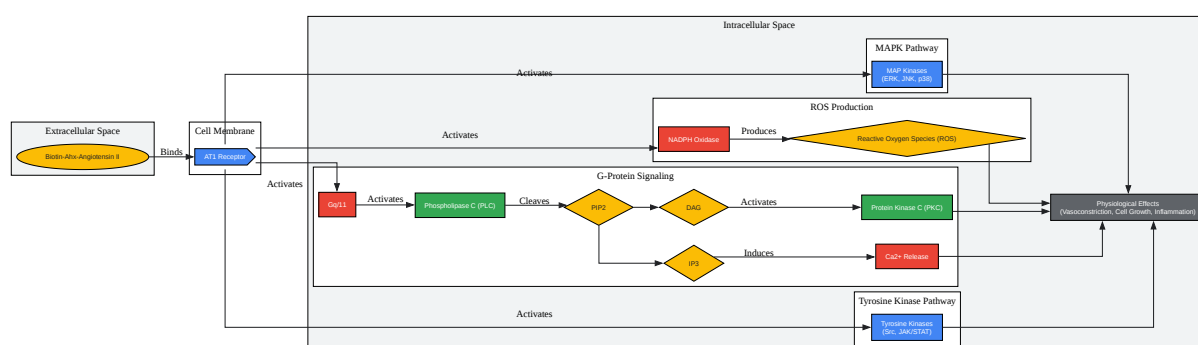 Intracellular Space
MAPK Pathway
MAP Kinases
(ERK, JNK, p38)
Activates
ROS Production
NADPH Oxidase
Produces
Reactive Oxygen Species (ROS)
Activates
Extracellular Space
Biotin-Ahx-Angiotensin II
Binds
Cell Membrane
AT1 Receptor
Activates
G-Protein Signaling
Gq/11
Activates
Phospholipase C (PLC)
Cleaves
PIP2
DAG
Activates
Protein Kinase C (PKC)
IP3
Induces
Ca2+ Release
Physiological Effects
(Vasoconstriction, Cell Growth, Inflammation)
Activates
Tyrosine Kinase Pathway
Tyrosine Kinases
(Src, JAK/STAT)